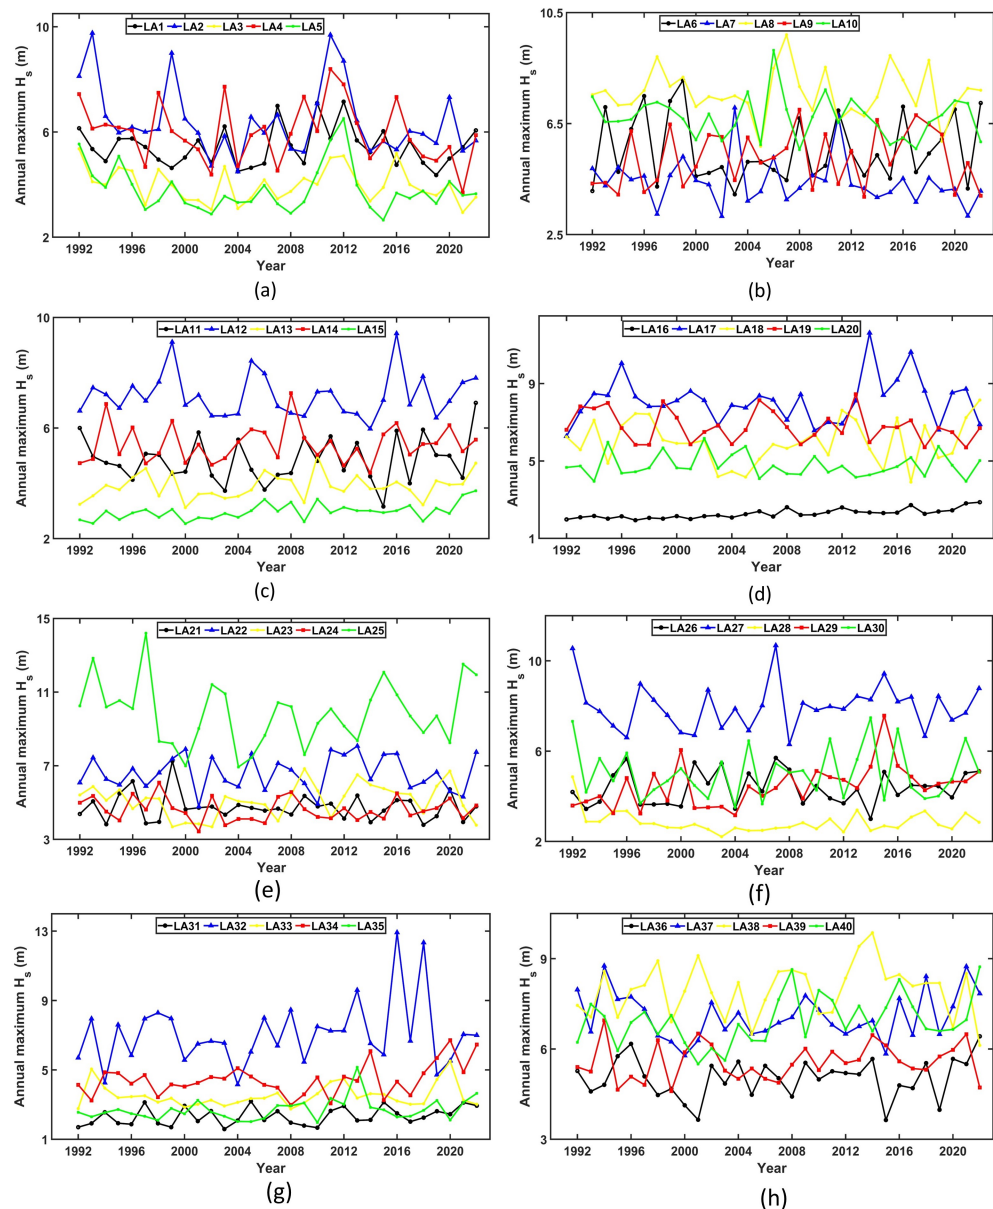 LA1 LA2 LA3 LA4 LA5
Annual maximum Hs (m)
10
6
2
1992 1996 2000 2004 2008 2012 2016 2020
Year
(a)
LA6 LA7 LA8 LA9 LA10
Annual maximum Hs (m)
10.5
6.5
2.5
1992 1996 2000 2004 2008 2012 2016 2020
Year
(b)
LA11 LA12 LA13 LA14 LA15
Annual maximum Hs (m)
10
6
2
1992 1996 2000 2004 2008 2012 2016 2020
Year
(c)
LA16 LA17 LA18 LA19 LA20
Annual maximum Hs (m)
9
5
1
1992 1996 2000 2004 2008 2012 2016 2020
Year
(d)
LA21 LA22 LA23 LA24 LA25
Annual maximum Hs (m)
15
11
7
3
1992 1996 2000 2004 2008 2012 2016 2020
Year
(e)
LA26 LA27 LA28 LA29 LA30
Annual maximum Hs (m)
10
6
2
1992 1996 2000 2004 2008 2012 2016 2020
Year
(f)
LA31 LA32 LA33 LA34 LA35
Annual maximum Hs (m)
13
9
5
1
1992 1996 2000 2004 2008 2012 2016 2020
Year
(g)
LA36 LA37 LA38 LA39 LA40
Annual maximum Hs (m)
9
6
3
1992 1996 2000 2004 2008 2012 2016 2020
Year
(h)